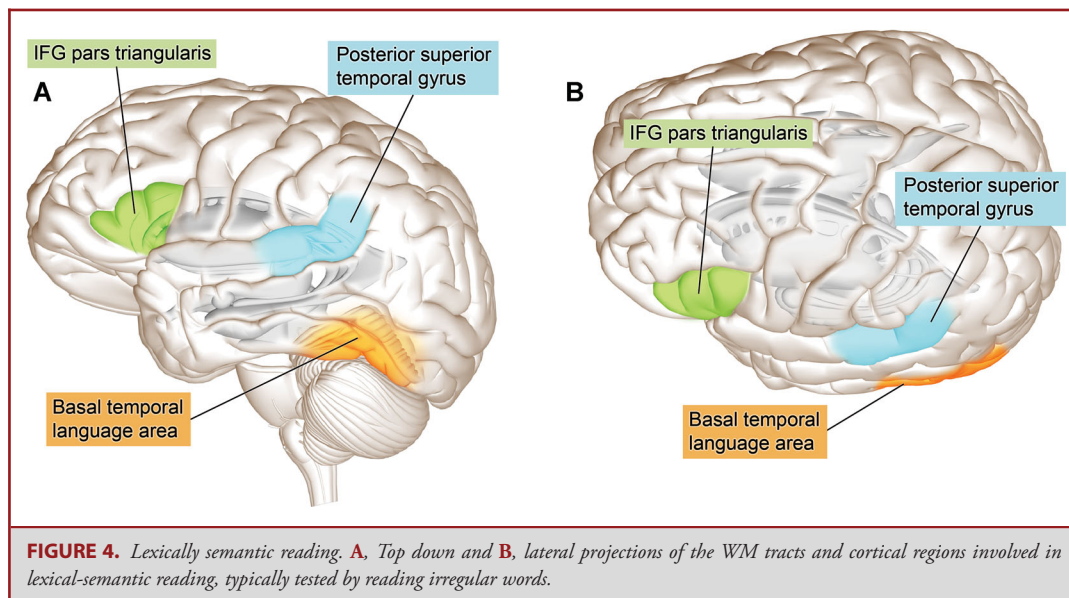 IFG pars triangularis
Posterior superior
temporal gyrus
A
Basal temporal
language area
B
IFG pars triangularis
Posterior superior
temporal gyrus
Basal temporal
language area
FIGURE 4. Lexically semantic reading. A, Top down and B, lateral projections of the WM tracts and cortical regions involved in
lexical-semantic reading, typically tested by reading irregular words.